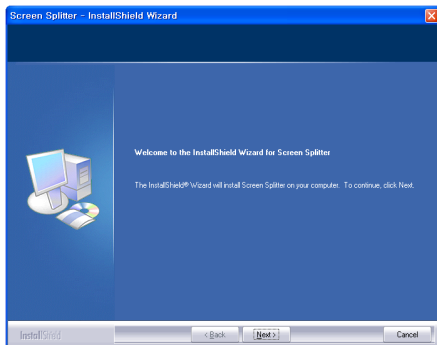 Screen Splitter - InstallShield Wizard
Welcome to the InstallShield Wizard for Screen Splitter
The InstallShield® Wizard will install Screen Splitter on your computer. To continue, click Next.
InstallShield
< Back
Next >
Cancel